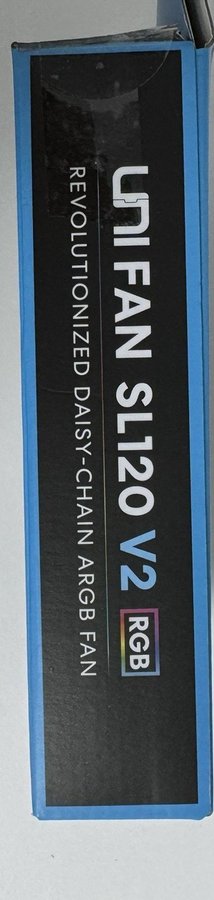 UNI FAN SL120 V2 RGB
REVOLUTIONIZED DAISY-CHAIN ARGB FAN